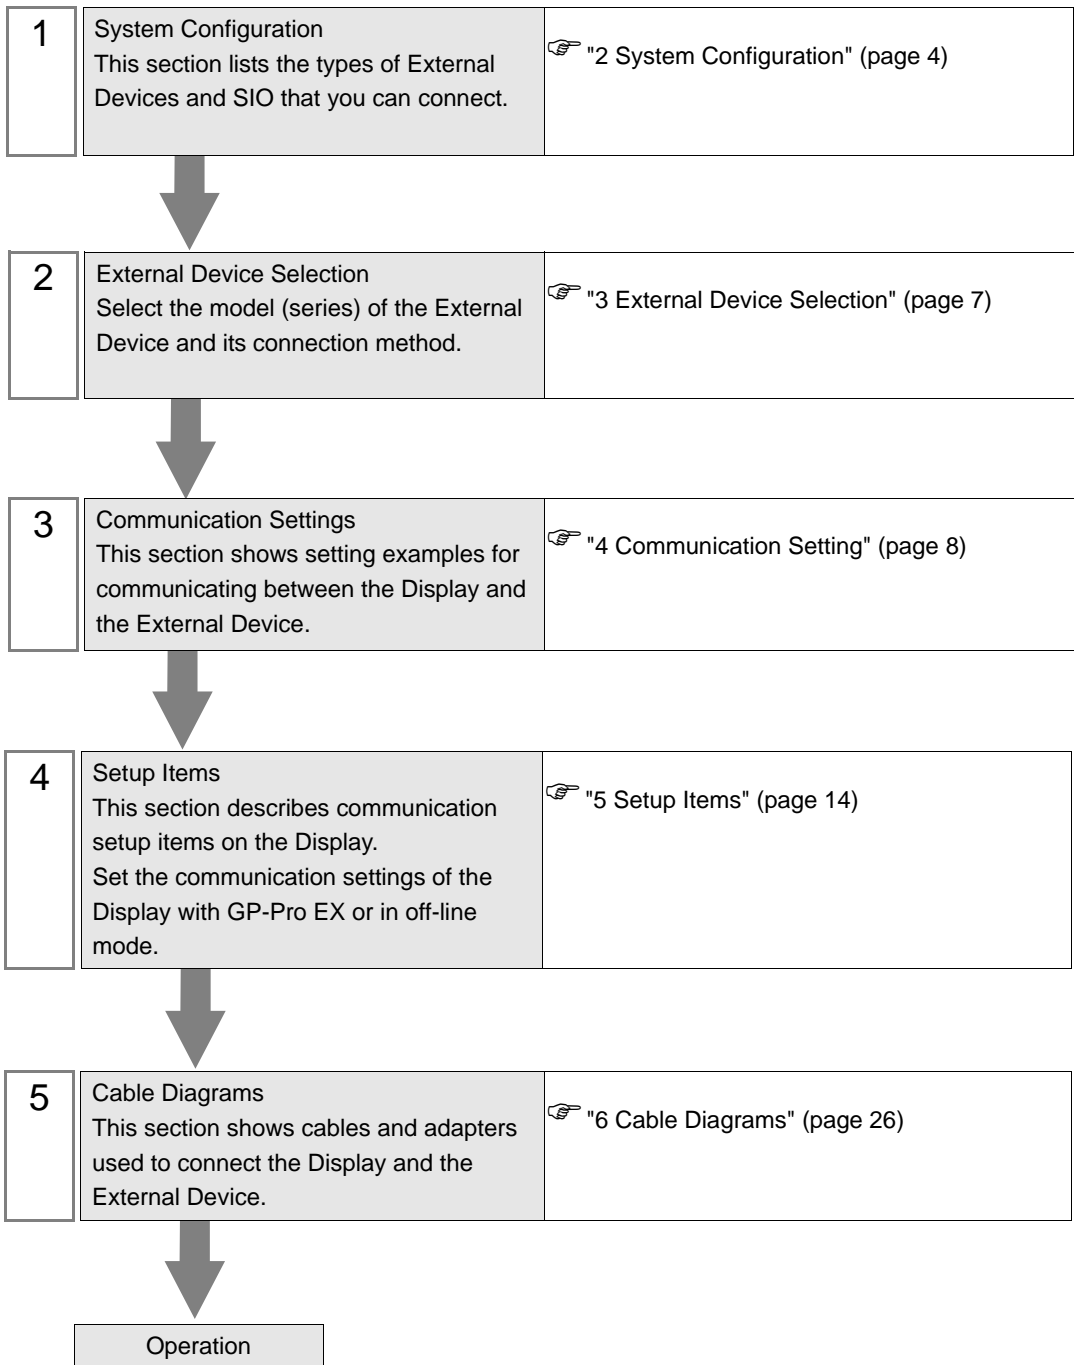 1
System Configuration
This section lists the types of External
Devices and SIO that you can connect.
☞ "2 System Configuration" (page 4)
2
External Device Selection
Select the model (series) of the External
Device and its connection method.
☞ "3 External Device Selection" (page 7)
3
Communication Settings
This section shows setting examples for
communicating between the Display and
the External Device.
☞ "4 Communication Setting" (page 8)
4
Setup Items
This section describes communication
setup items on the Display.
Set the communication settings of the
Display with GP-Pro EX or in off-line
mode.
☞ "5 Setup Items" (page 14)
5
Cable Diagrams
This section shows cables and adapters
used to connect the Display and the
External Device.
☞ "6 Cable Diagrams" (page 26)
Operation